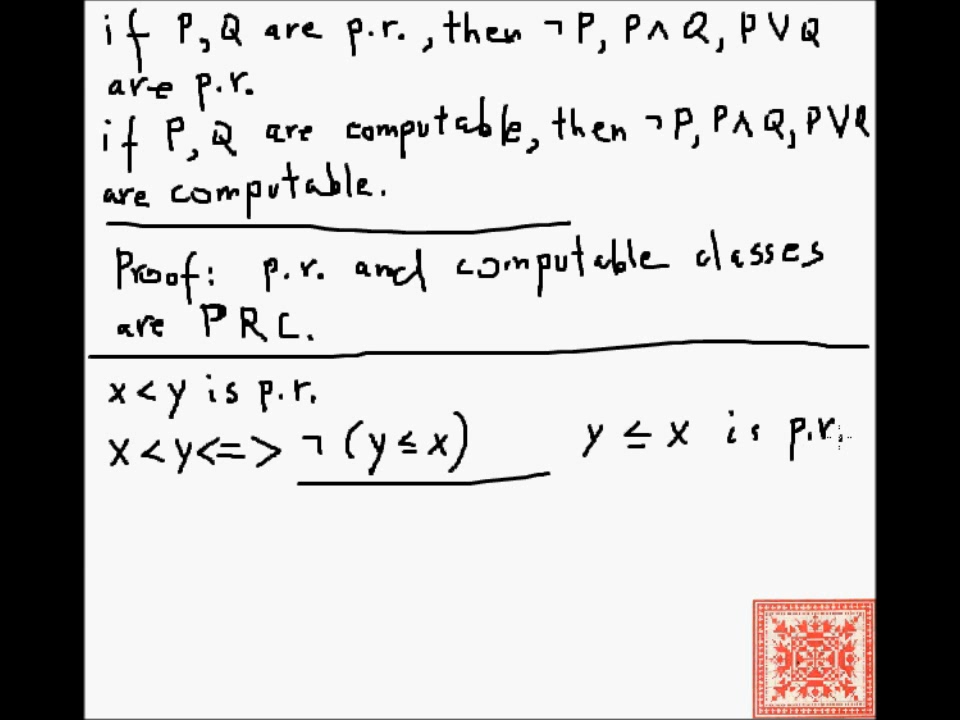 if P, Q are p.r., then ¬P, P∧Q, P∨Q
are p.r.
if P, Q are computable, then ¬P, P∧Q, P∨Q
are computable.
Proof: p.r. and computable classes
are PRC.
x < y is p.r.
x < y <=> ¬(y ≤ x) y ≤ x is p.r.